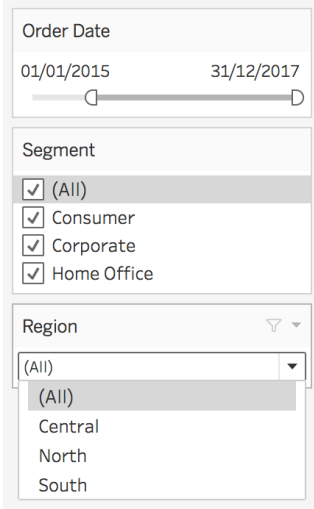 Order Date
01/01/2015 31/12/2017
Segment
(All)
Consumer
Corporate
Home Office
Region
(All)
(All)
Central
North
South